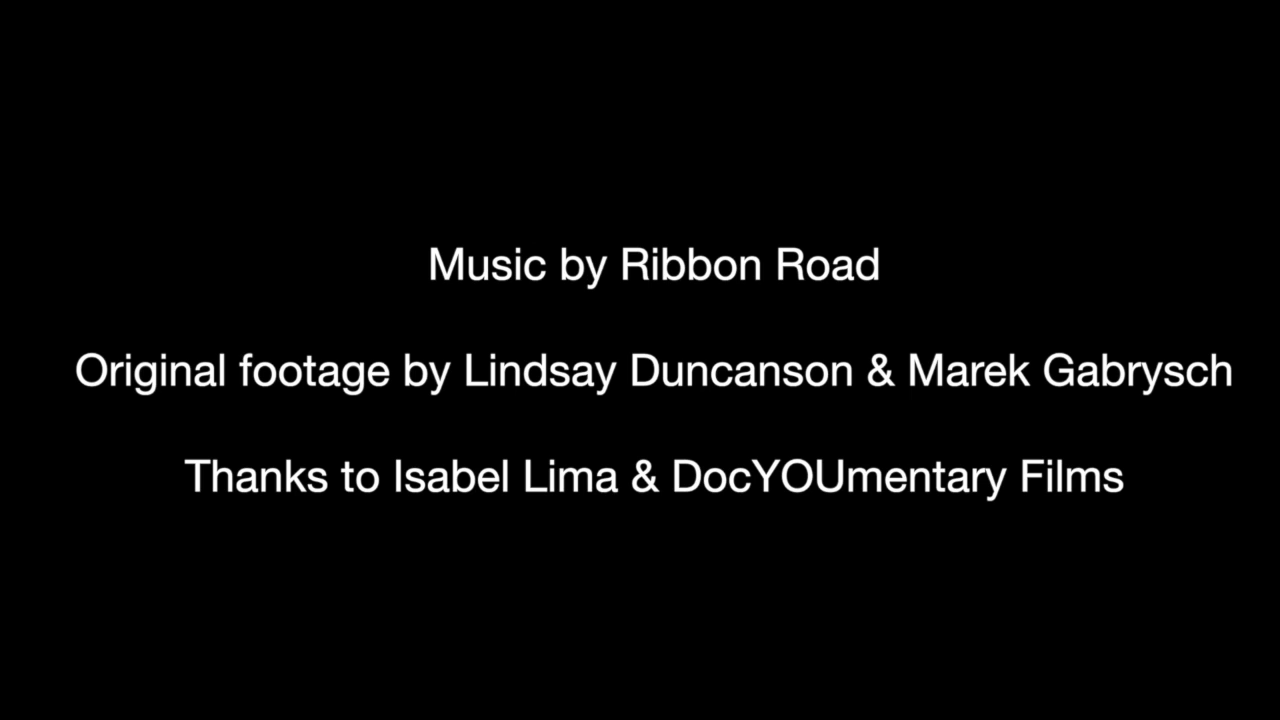 Music by Ribbon Road
Original footage by Lindsay Duncanson & Marek Gabrysch
Thanks to Isabel Lima & DocYOUmentary Films